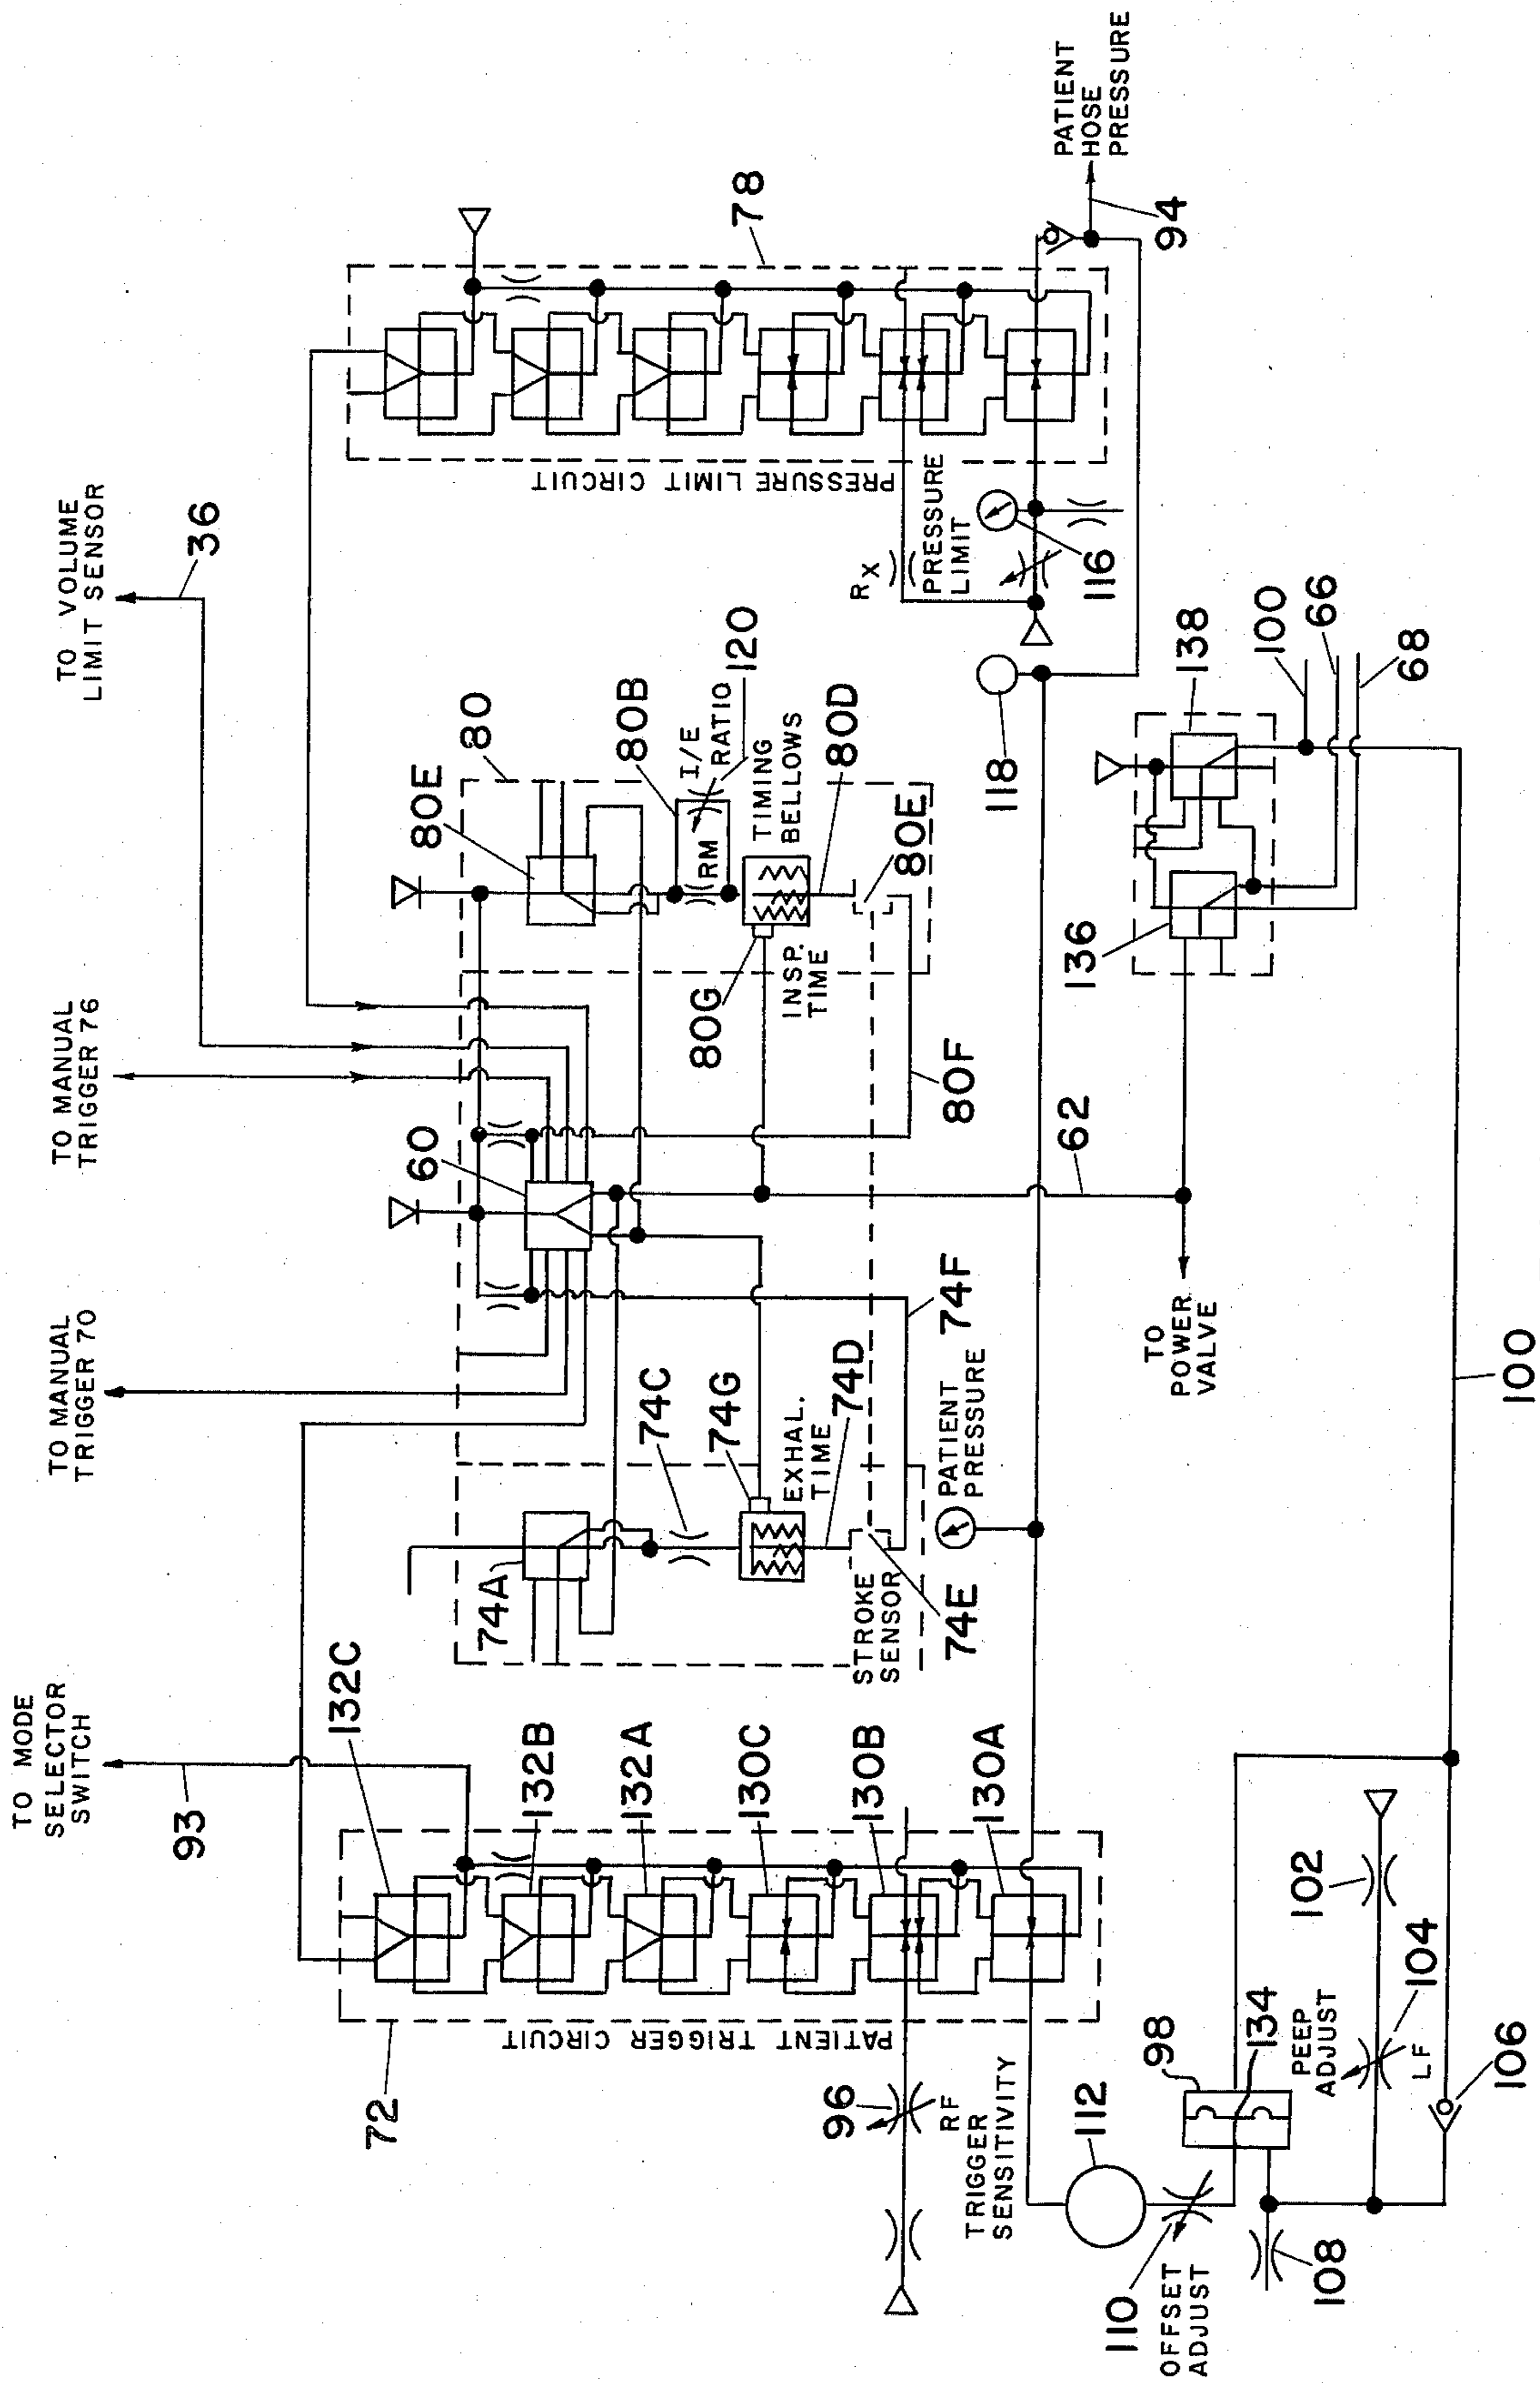 TO MODE
SELECTOR
SWITCH
93
TO MANUAL
TRIGGER 70
TO MANUAL
TRIGGER 76
TO VOLUME
LIMIT SENSOR
36
132C
132B
132A
130C
130B
130A
72
PATIENT TRIGGER CIRCUIT
96
RF
TRIGGER
SENSITIVITY
112
110
OFFSET
ADJUST
108
98
134
PEEP
ADJUST
LF
104
102
106
100
74A
74C
74G
EXHAL.
TIME
74D
STROKE
SENSOR
74E
74F
PATIENT
PRESSURE
60
62
TO
POWER
VALVE
80
80E
80B
I/E
RATIO
120
RM
TIMING
BELLOWS
80D
80E
80G
INSP.
TIME
80F
118
136
138
100
66
68
PRESSURE LIMIT CIRCUIT
78
RX
PRESSURE
LIMIT
116
94
PATIENT
HOSE
PRESSURE